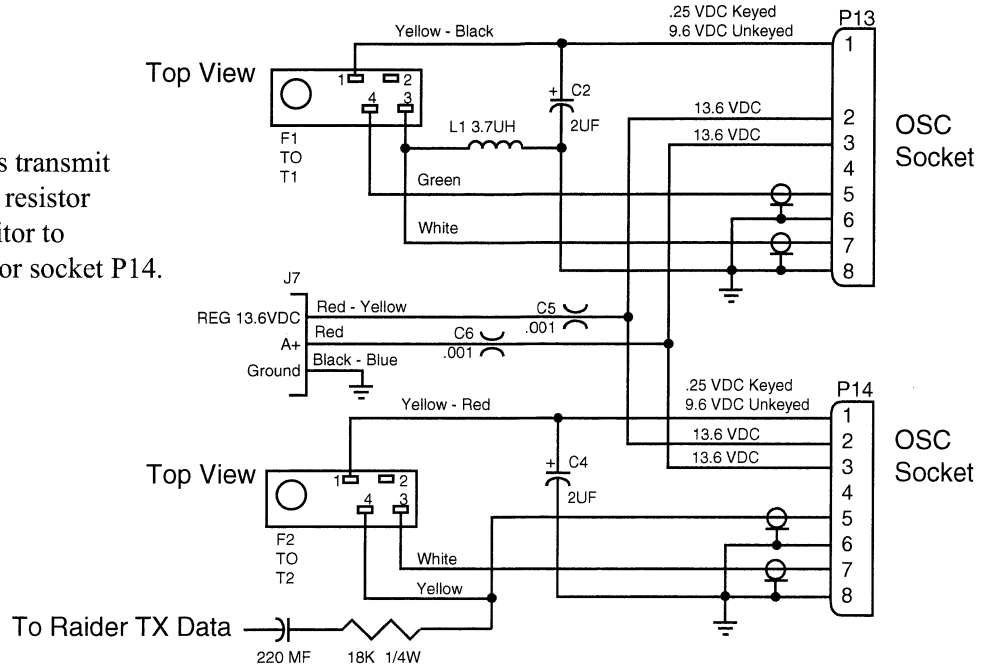 .25 VDC Keyed
P13
Yellow - Black
9.6 VDC Unkeyed
1
Top View
1
2
4
3
+
C2
2UF
13.6 VDC
2
OSC
F1
TO
T1
L1 3.7UH
13.6 VDC
3
Socket
4
s transmit
Green
5
resistor
6
itor to
White
7
or socket P14.
8
J7
REG 13.6VDC
Red - Yellow
C5
.001
A+
Red
C6
.001
Ground
Black - Blue
.25 VDC Keyed
P14
Yellow - Red
9.6 VDC Unkeyed
1
13.6 VDC
2
OSC
Top View
1
2
4
3
+
C4
2UF
13.6 VDC
3
Socket
4
5
F2
TO
T2
6
White
7
Yellow
8
To Raider TX Data
220 MF
18K 1/4W